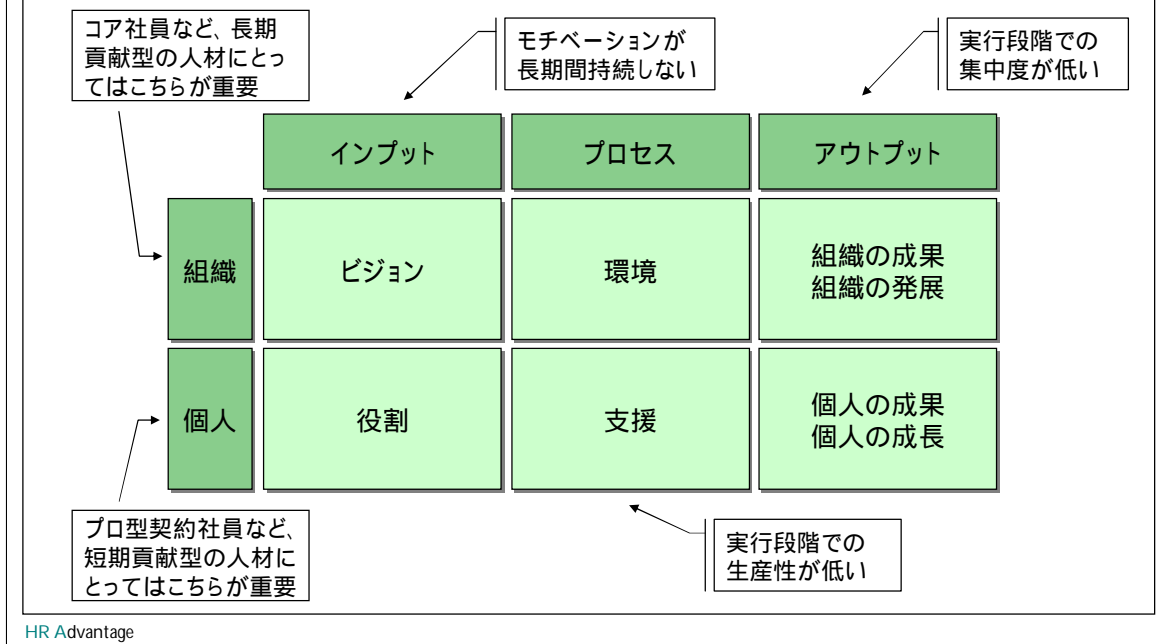 コア社員など、長期
貢献型の人材にとっ
てはこちらが重要
モチベーションが
長期間持続しない
実行段階での
集中度が低い
インプット
プロセス
アウトプット
組織
ビジョン
環境
組織の成果
組織の発展
個人
役割
支援
個人の成果
個人の成長
プロ型契約社員など、
短期貢献型の人材に
とってはこちらが重要
実行段階での
生産性が低い
HR Advantage